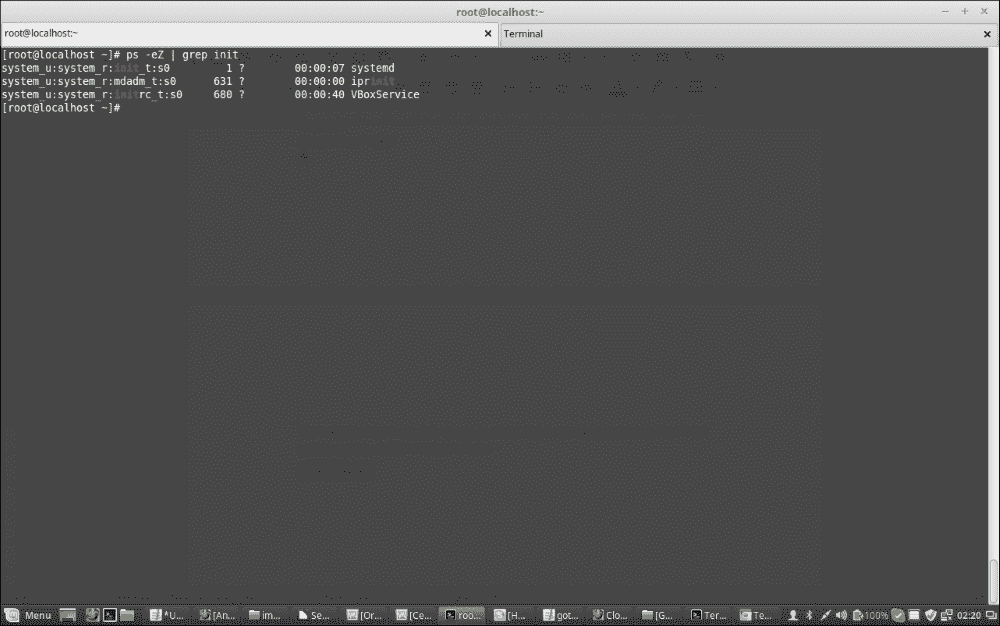 root@localhost:~
root@localhost:~ × Terminal ×
[root@localhost ~]# ps -eZ | grep init
system_u:system_r:init_t:s0 1 ? 00:00:07 systemd
system_u:system_r:mdadm_t:s0 631 ? 00:00:00 iprinit
system_u:system_r:initrc_t:s0 680 ? 00:00:40 VBoxService
[root@localhost ~]#
Menu *U... [An... im... Se... [Or... [Ce... roo... [H... got... Clo... [G... Ter... Te... 100% 02:20